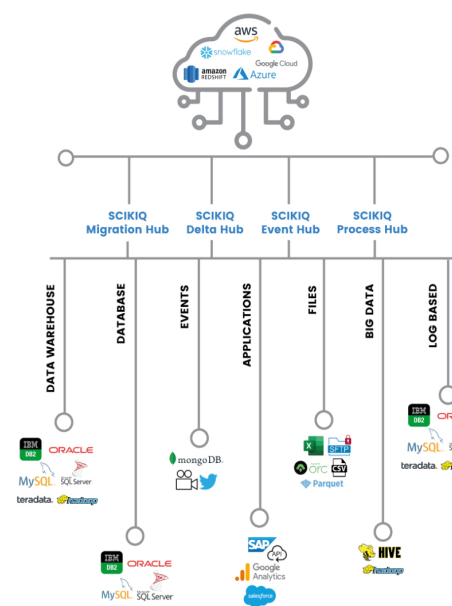 aws
snowflake
Google Cloud
amazon
REDSHIFT
Azure
SCIKIQ
Migration Hub
SCIKIQ
Delta Hub
SCIKIQ
Event Hub
SCIKIQ
Process Hub
DATA WAREHOUSE
DATABASE
EVENTS
APPLICATIONS
FILES
BIG DATA
LOG BASED
IBM
DB2
ORACLE
MySQL
SQL Server
teradata.
hadoop
IBM
DB2
ORACLE
MySQL
SQL Server
mongoDB.
SAP
API
Google
Analytics
salesforce
SFTP
orc
CSV
Parquet
HIVE
hadoop
IBM
DB2
OR
MySQL
terada